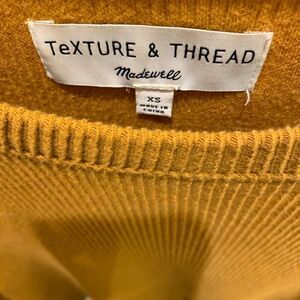 TeXTURE & THREAD
Madewell
XS
MADE IN
CHINA